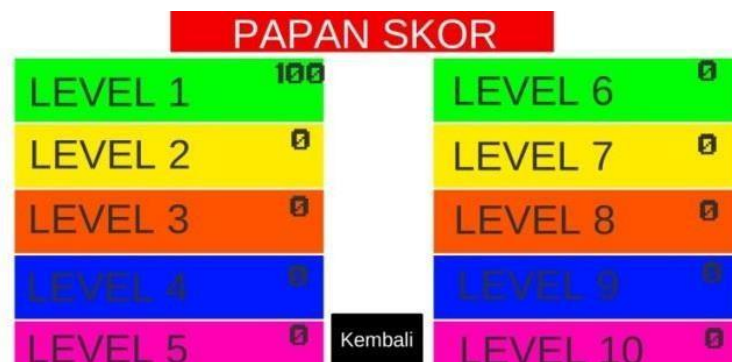 PAPAN SKOR
LEVEL 1 100
LEVEL 2 0
LEVEL 3 0
LEVEL 4 0
LEVEL 5 0
LEVEL 6 0
LEVEL 7 0
LEVEL 8 0
LEVEL 9 0
LEVEL 10 0
Kembali